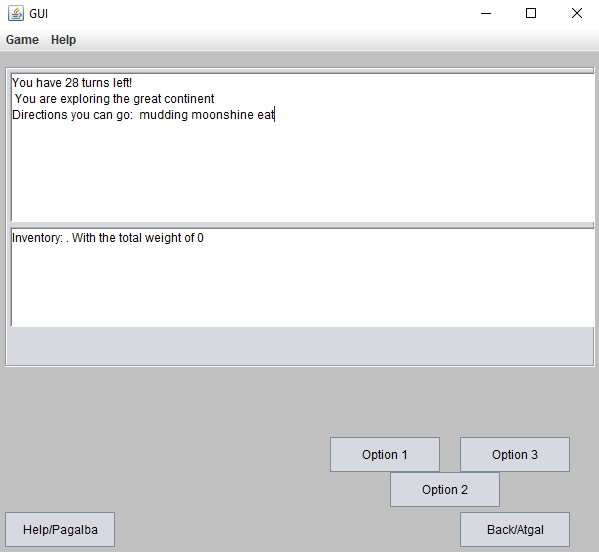 GUI
Game Help
You have 28 turns left!
You are exploring the great continent
Directions you can go:  mudding moonshine eat
Inventory: . With the total weight of 0
Option 1 Option 3
Option 2
Help/Pagalba Back/Atgal